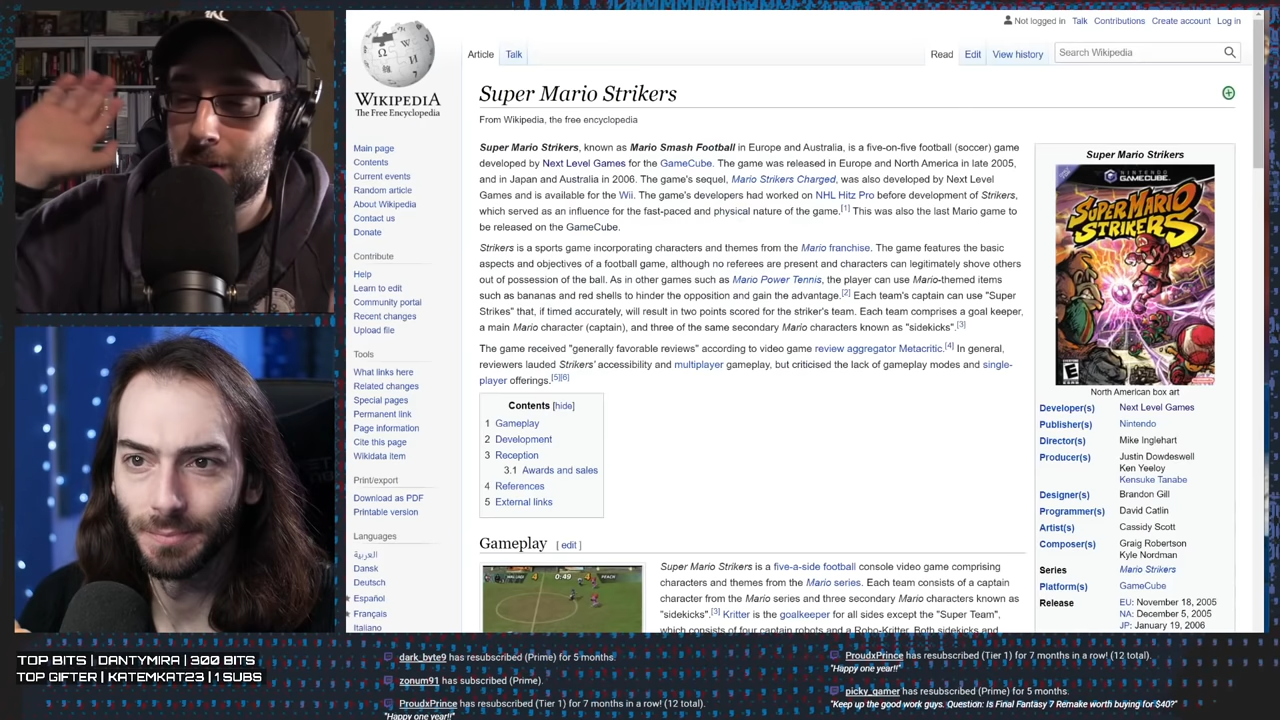 Not logged in Talk Contributions Create account Log in
Article Talk Read Edit View history Search Wikipedia
WIKIPEDIA
The Free Encyclopedia
Main page
Contents
Current events
Random article
About Wikipedia
Contact us
Donate
Contribute
Help
Learn to edit
Community portal
Recent changes
Upload file
Tools
What links here
Related changes
Special pages
Permanent link
Page information
Cite this page
Wikidata item
Print/export
Download as PDF
Printable version
Languages
العربية
Dansk
Deutsch
Español
Français
Italiano
Super Mario Strikers
From Wikipedia, the free encyclopedia
Super Mario Strikers, known as Mario Smash Football in Europe and Australia, is a five-on-five football (soccer) game
developed by Next Level Games for the GameCube. The game was released in Europe and North America in late 2005,
and in Japan and Australia in 2006. The game's sequel, Mario Strikers Charged, was also developed by Next Level
Games and is available for the Wii. The game's developers had worked on NHL Hitz Pro before development of Strikers,
which served as an influence for the fast-paced and physical nature of the game.[1] This was also the last Mario game to
be released on the GameCube.
Strikers is a sports game incorporating characters and themes from the Mario franchise. The game features the basic
aspects and objectives of a football game, although no referees are present and characters can legitimately shove others
out of possession of the ball. As in other games such as Mario Power Tennis, the player can use Mario-themed items
such as bananas and red shells to hinder the opposition and gain the advantage.[2] Each team's captain can use "Super
Strikes" that, if timed accurately, will result in two points scored for the striker's team. Each team comprises a goal keeper,
a main Mario character (captain), and three of the same secondary Mario characters known as "sidekicks".[3]
The game received "generally favorable reviews" according to video game review aggregator Metacritic.[4] In general,
reviewers lauded Strikers' accessibility and multiplayer gameplay, but criticised the lack of gameplay modes and single-
player offerings.[5][6]
Contents [hide]
1 Gameplay
2 Development
3 Reception
3.1 Awards and sales
4 References
5 External links
Gameplay [ edit ]
4 0:49 4 PEACH
Super Mario Strikers is a five-a-side football console video game comprising
characters and themes from the Mario series. Each team consists of a captain
character from the Mario series and three secondary Mario characters known as
"sidekicks".[3] Kritter is the goalkeeper for all sides except the "Super Team",
which consists of four captain robots and a Robo-Kritter. Both sidekicks and
Super Mario Strikers
NINTENDO GAMECUBE
SUPER MARIO
STRIKERS
E
North American box art
Developer(s) Next Level Games
Publisher(s) Nintendo
Director(s) Mike Inglehart
Producer(s) Justin Dowdeswell
Ken Yeeloy
Kensuke Tanabe
Designer(s) Brandon Gill
Programmer(s) David Catlin
Artist(s) Cassidy Scott
Composer(s) Graig Robertson
Kyle Nordman
Series Mario Strikers
Platform(s) GameCube
Release EU: November 18, 2005
NA: December 5, 2005
JP: January 19, 2006
TOP BITS | DANTYMIRA | 300 BITS
TOP GIFTER | KATEMKAT23 | 1 SUBS
dark_byte9 has resubscribed (Prime) for 5 months.
zonum91 has subscribed (Prime).
ProudxPrince has resubscribed (Tier 1) for 7 months in a row! (12 total).
"Happy one year!!"
ProudxPrince has resubscribed (Tier 1) for 7 months in a row! (12 total).
"Happy one year!!"
picky_gamer has resubscribed (Prime) for 5 months.
"Keep up the good work guys. Question: Is Final Fantasy 7 Remake worth buying for $40?"